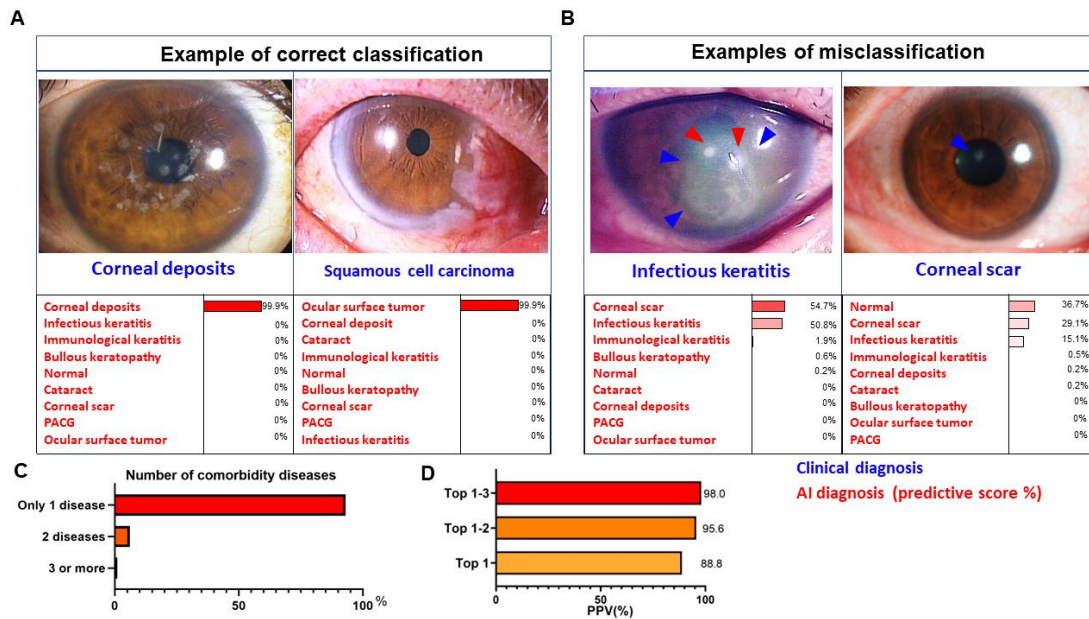 A
Example of correct classification
Corneal deposits
Squamous cell carcinoma
Corneal deposits 99.9%
Infectious keratitis 0%
Immunological keratitis 0%
Bullous keratopathy 0%
Normal 0%
Cataract 0%
Corneal scar 0%
PACG 0%
Ocular surface tumor 0%
Ocular surface tumor 99.9%
Corneal deposit 0%
Cataract 0%
Immunological keratitis 0%
Normal 0%
Bullous keratopathy 0%
Corneal scar 0%
PACG 0%
Infectious keratitis 0%
B
Examples of misclassification
Infectious keratitis
Corneal scar
Corneal scar 54.7%
Infectious keratitis 50.8%
Immunological keratitis 1.9%
Bullous keratopathy 0.6%
Normal 0.2%
Cataract 0%
Corneal deposits 0%
PACG 0%
Ocular surface tumor 0%
Normal 36.7%
Corneal scar 29.1%
Infectious keratitis 15.1%
Immunological keratitis 0.5%
Corneal deposits 0.2%
Cataract 0.2%
Bullous keratopathy 0%
Ocular surface tumor 0%
PACG 0%
Clinical diagnosis
AI diagnosis (predictive score %)
C
Number of comorbidity diseases
Only 1 disease
2 diseases
3 or more
0 50 100 %
D
Top 1-3 98.0
Top 1-2 95.6
Top 1 88.8
0 50 100
PPV(%)